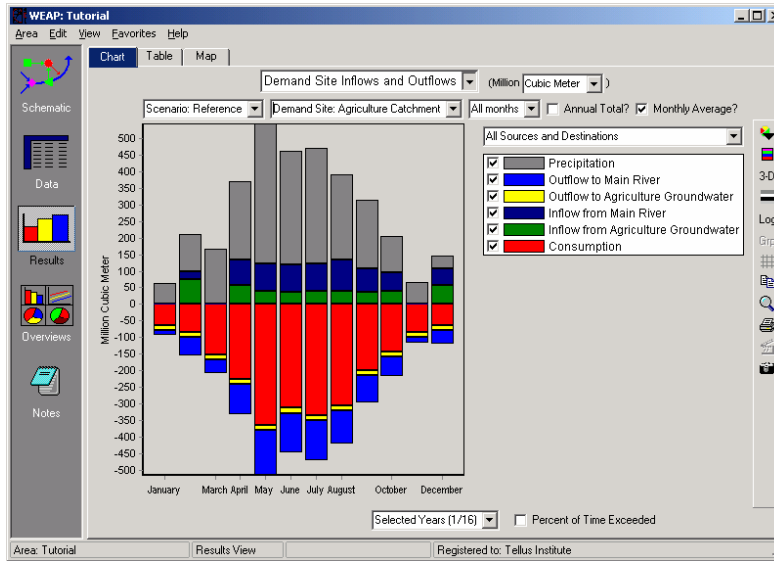 WEAP: Tutorial
Area Edit View Favorites Help
Chart Table Map
Schematic
Data
Results
Overviews
Notes
Demand Site Inflows and Outflows (Million Cubic Meter )
Scenario: Reference Demand Site: Agriculture Catchment All months Annual Total? Monthly Average?
All Sources and Destinations
Precipitation
Outflow to Main River
Outflow to Agriculture Groundwater
Inflow from Main River
Inflow from Agriculture Groundwater
Consumption
3-D
Log
Grp
Million Cubic Meter
500
450
400
350
300
250
200
150
100
50
0
-50
-100
-150
-200
-250
-300
-350
-400
-450
-500
January March April May June July August October December
Selected Years (1/16) Percent of Time Exceeded
Area: Tutorial Results View Registered to: Tellus Institute